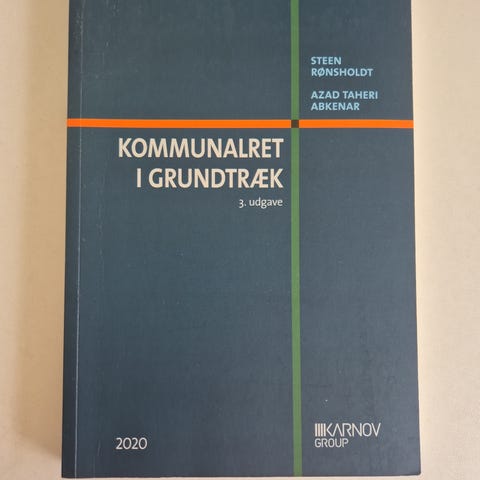 STEEN
RØNSHOLDT
AZAD TAHERI
ABKENAR
KOMMUNALRET
I GRUNDTRÆK
3. udgave
2020
KARNOV
GROUP